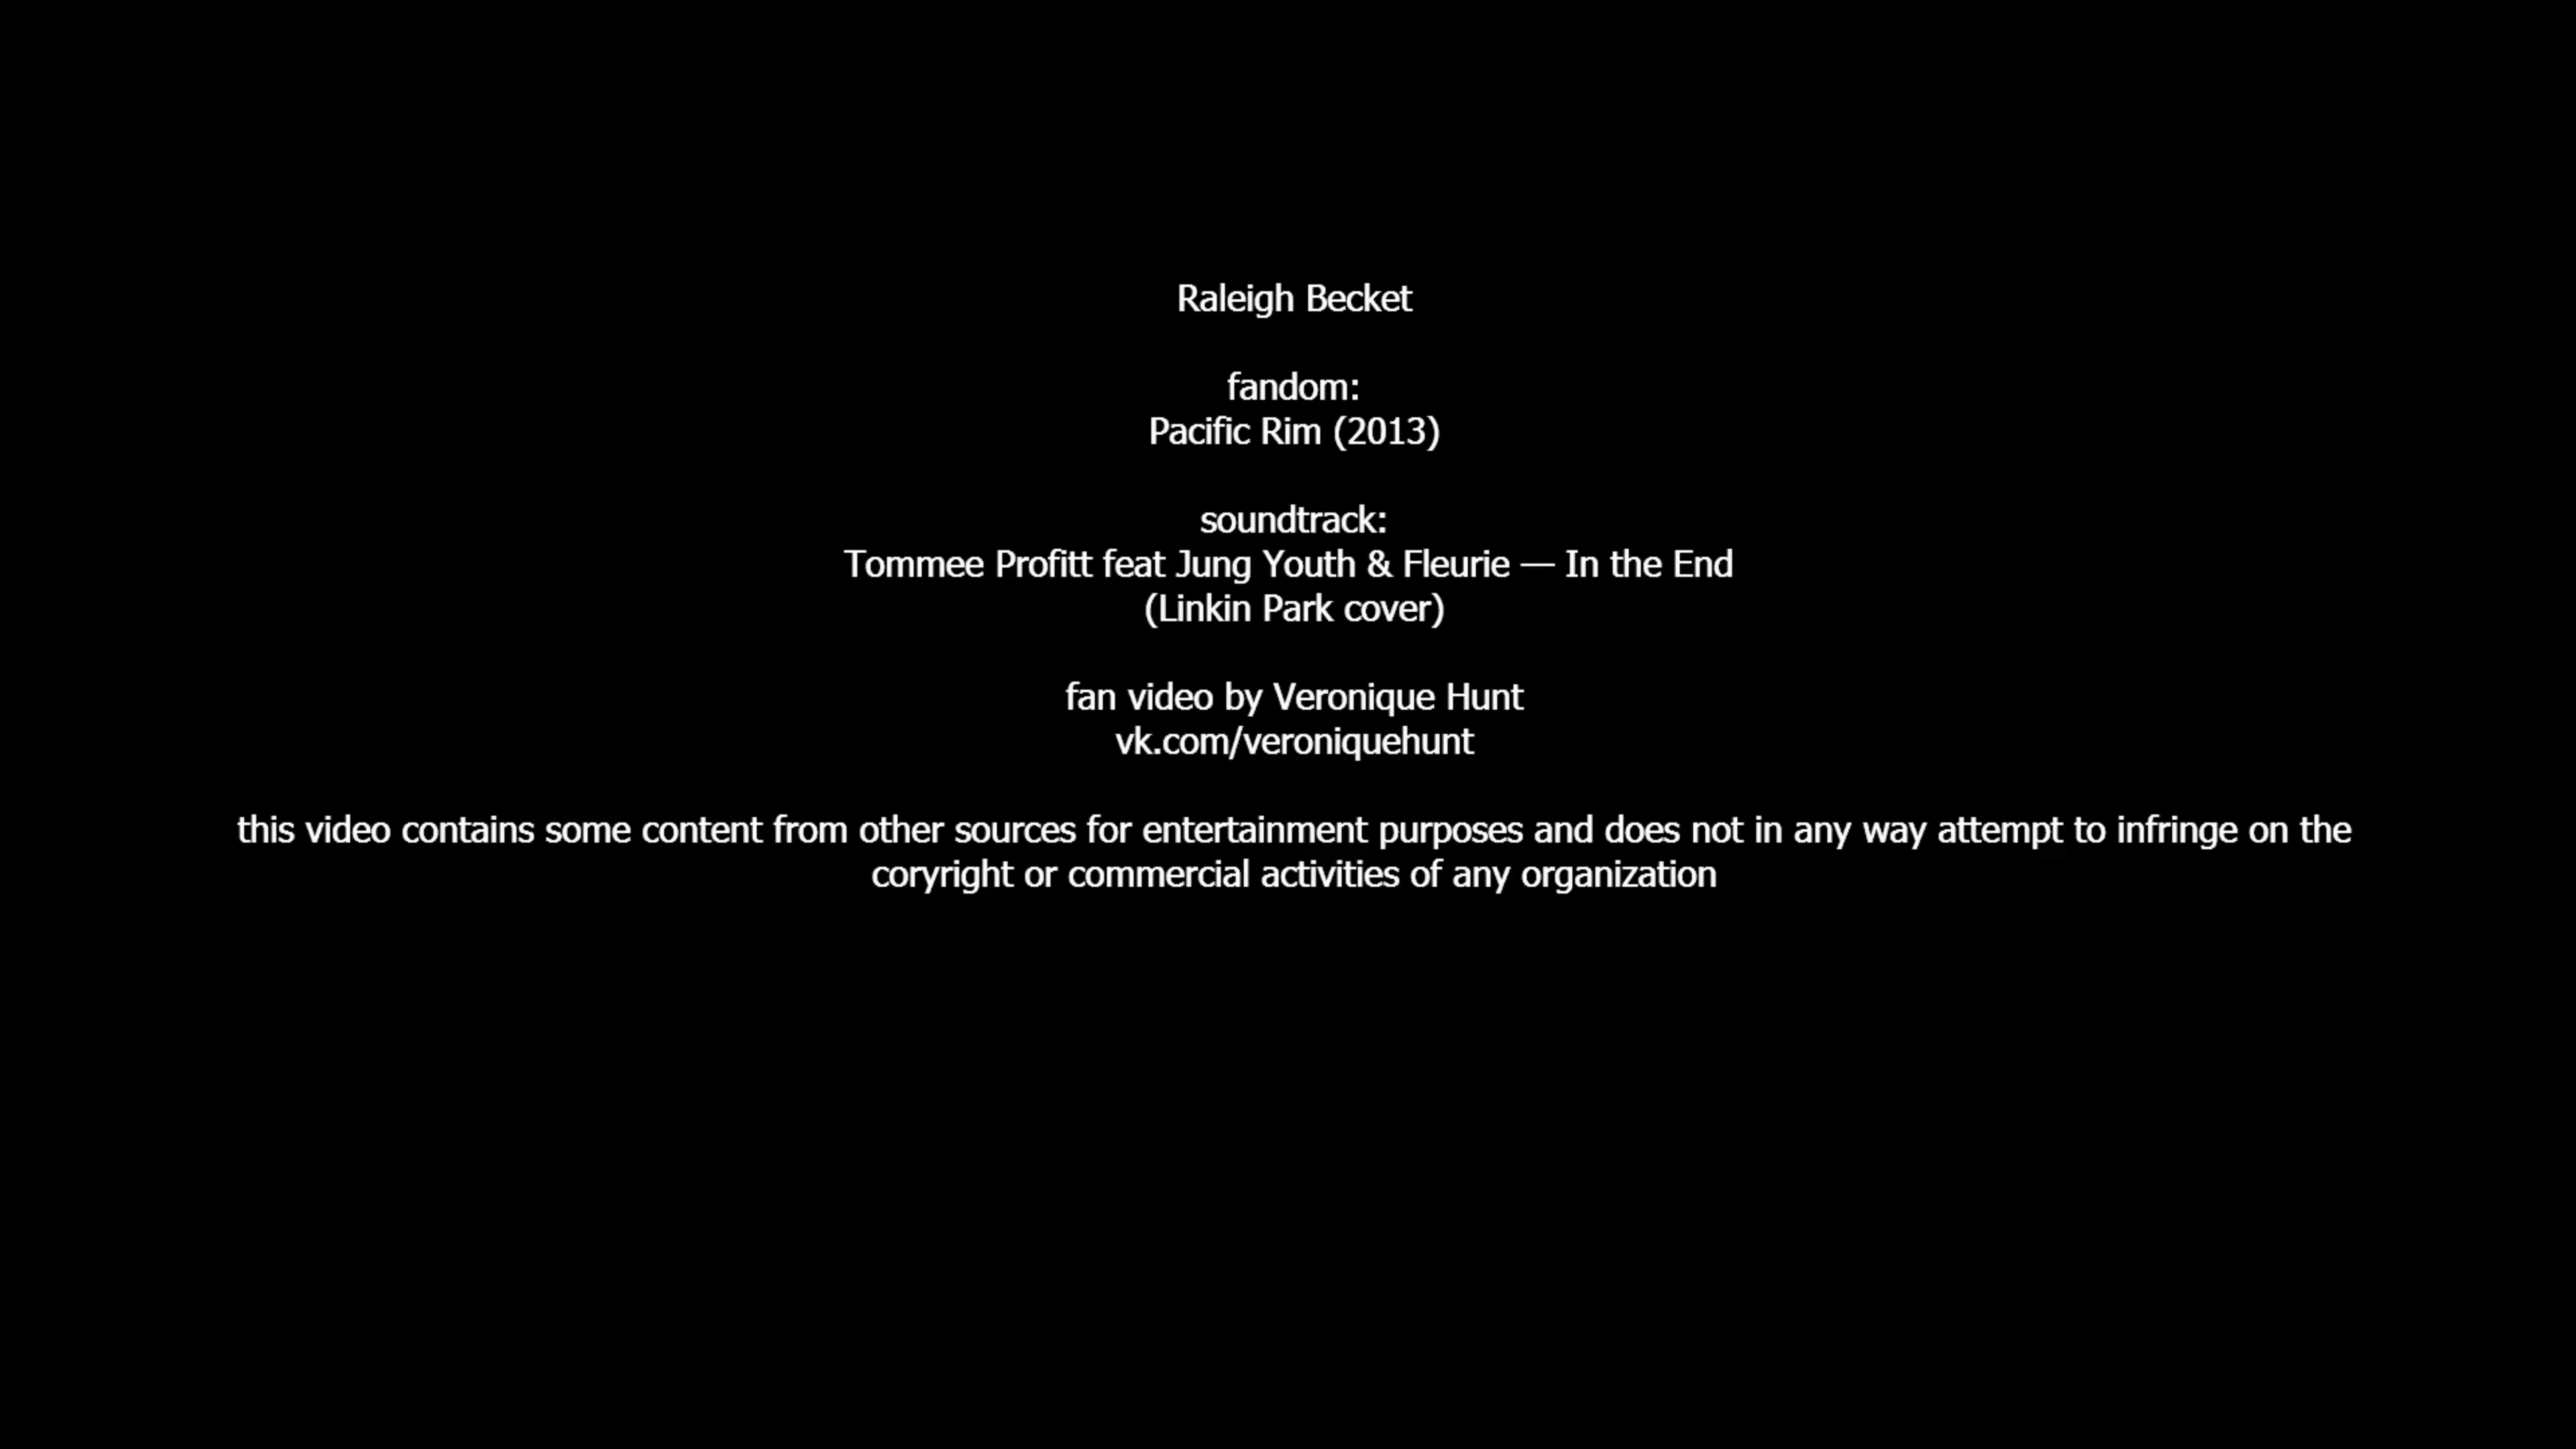 Raleigh Becket
fandom:
Pacific Rim (2013)
soundtrack:
Tommee Profitt feat Jung Youth & Fleurie — In the End
(Linkin Park cover)
fan video by Veronique Hunt
vk.com/veroniquehunt
this video contains some content from other sources for entertainment purposes and does not in any way attempt to infringe on the
coryright or commercial activities of any organization